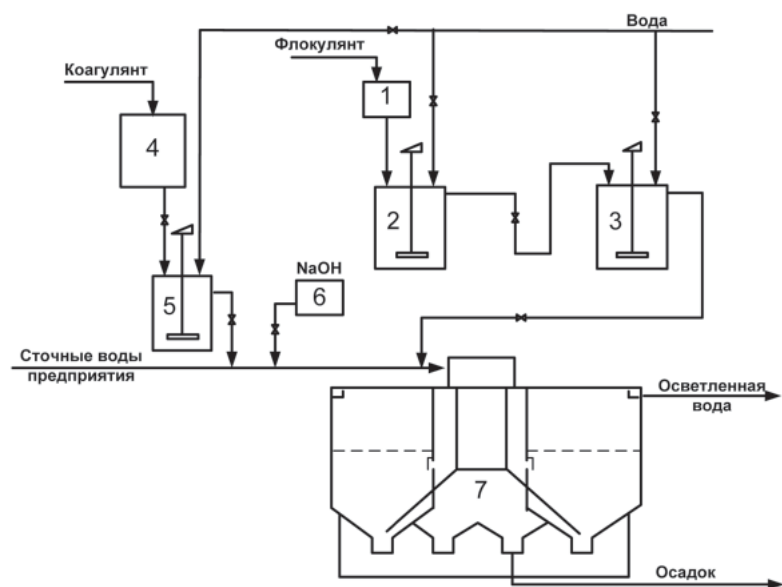 Вода
Флокулянт
Коагулянт
1
4
2
3
NaOH
5
6
Сточные воды
предприятия
Осветленная
вода
7
Осадок